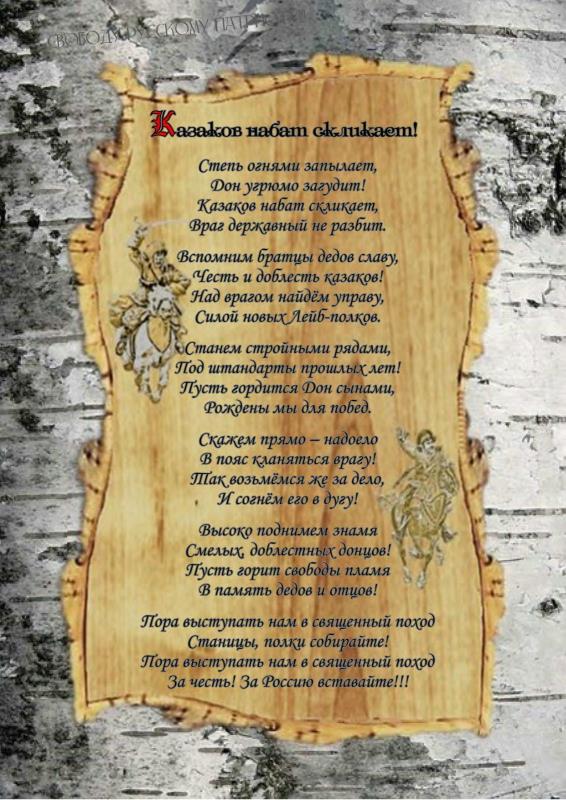 СВОБОДУ РУССКОМУ
Казаков набат скликает!
Степь огнями запылает,
Дон угрюмо загудит!
Казаков набат скликает,
Враг державный не разбит.
Вспомним братцы дедов славу,
Честь и доблесть казаков!
Над врагом найдём управу,
Силой новых Лейб-полков.
Станем стройными рядами,
Под штандарты прошлых лет!
Пусть гордится Дон сынами,
Рождены мы для побед.
Скажем прямо – надоело
В пояс кланяться врагу!
Так возьмёмся же за дело,
И согнём его в дугу!
Высоко поднимем знамя
Смелых, доблестных донцов!
Пусть горит свободы пламя
В память дедов и отцов!
Пора выступать нам в священный поход
Станицы, полки собирайте!
Пора выступать нам в священный поход
За честь! За Россию вставайте!!!